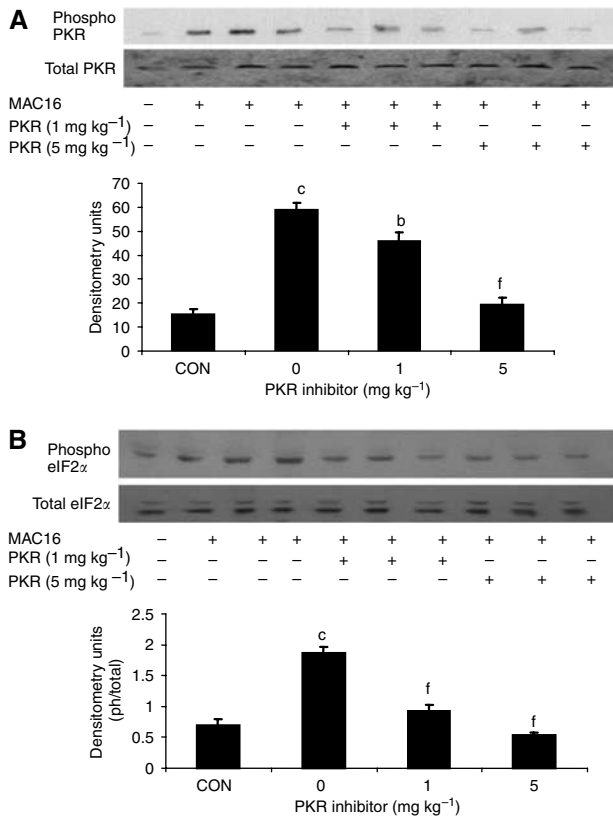 A
Phospho
PKR
Total PKR
MAC16 – + + + + + + + + +
PKR (1 mg kg⁻¹) – – – – + + + – – –
PKR (5 mg kg⁻¹) – – – – – – – + + +
Densitometry units
70
60
50
40
30
20
10
0
c
b
f
CON 0 1 5
PKR inhibitor (mg kg⁻¹)
B
Phospho
eIF2α
Total eIF2α
MAC16 – + + + + + + + + +
PKR (1 mg kg⁻¹) – – – – + + + – – –
PKR (5 mg kg⁻¹) – – – – – – – + + +
Densitometry units
(ph/total)
2.5
2
1.5
1
0.5
0
c
f
f
CON 0 1 5
PKR inhibitor (mg kg⁻¹)